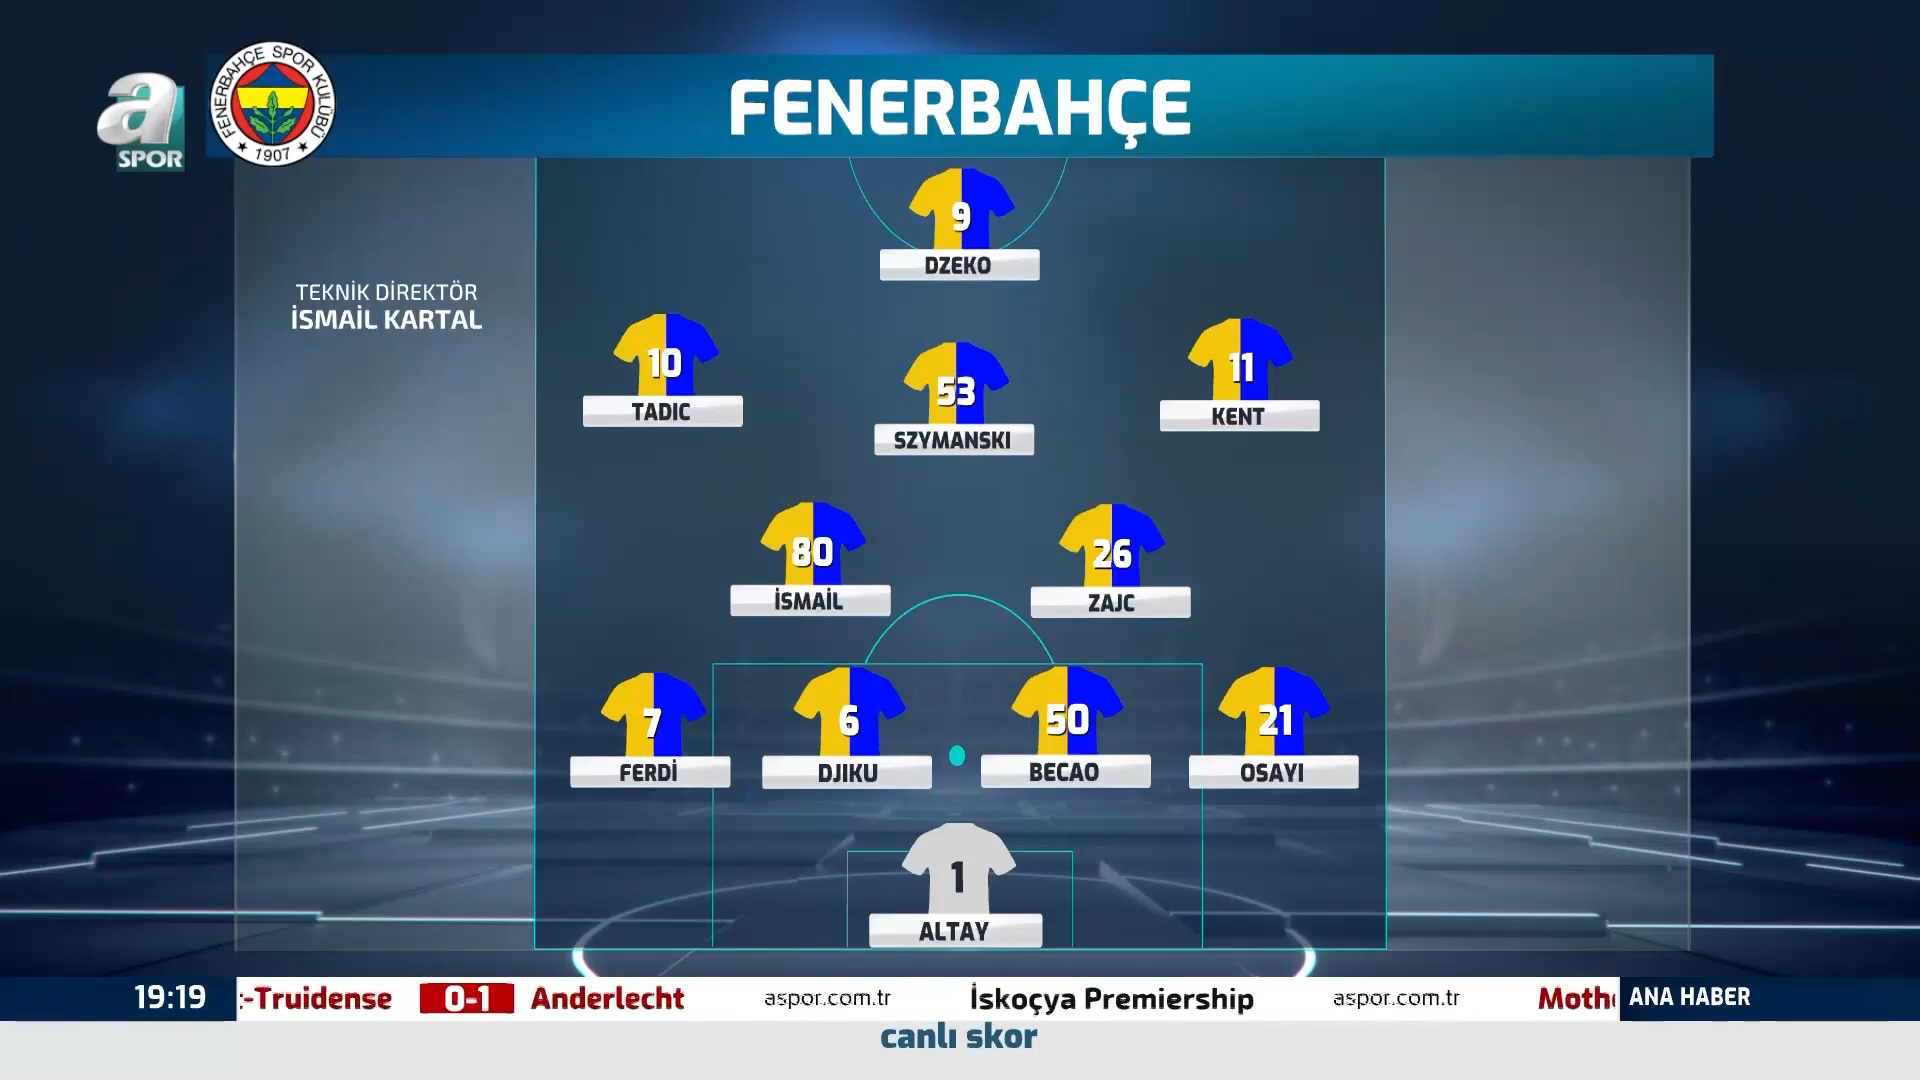 a
SPOR
FENERBAHÇE SPOR KULÜBÜ
★ 1907 ★
FENERBAHÇE
TEKNİK DİREKTÖR
İSMAİL KARTAL
9
DZEKO
10
TADIC
53
SZYMANSKI
11
KENT
80
İSMAİL
26
ZAJC
7
FERDİ
6
DJIKU
50
BECAO
21
OSAYI
1
ALTAY
19:19 :-Truidense 0-1 Anderlecht aspor.com.tr İskoçya Premiership aspor.com.tr ANA HABER
canlı skor